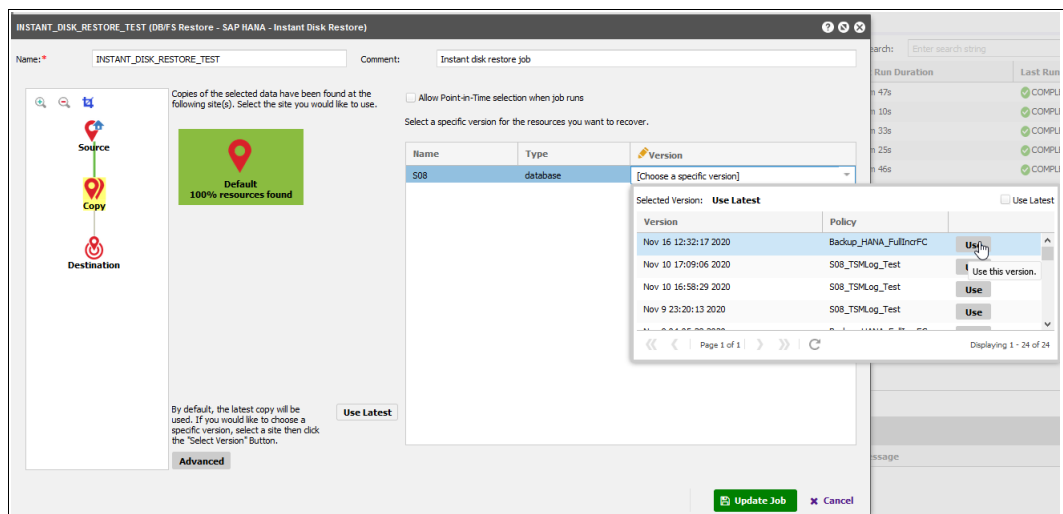 INSTANT_DISK_RESTORE_TEST (DB/FS Restore - SAP HANA - Instant Disk Restore)
Name:* INSTANT_DISK_RESTORE_TEST Comment: Instant disk restore job
earch: Enter search string
Run Duration Last Run
m 47s COMPL
m 10s COMPL
m 33s COMPL
m 25s COMPL
m 46s COMPL
Source
Copy
Destination
Copies of the selected data have been found at the
following site(s). Select the site you would like to use.
Default
100% resources found
By default, the latest copy will be
used. If you would like to choose a
specific version, select a site then click
the "Select Version" Button.
Use Latest
Advanced
Allow Point-in-Time selection when job runs
Select a specific version for the resources you want to recover.
Name Type Version
S08 database [Choose a specific version]
Selected Version: Use Latest Use Latest
Version Policy
Nov 16 12:32:17 2020 Backup_HANA_FullIncrFC Use
Nov 10 17:09:06 2020 S08_TSMLog_Test
Use this version.
Nov 10 16:58:29 2020 S08_TSMLog_Test Use
Nov 9 23:20:13 2020 S08_TSMLog_Test Use
Page 1 of 1 Displaying 1 - 24 of 24
essage
Update Job Cancel